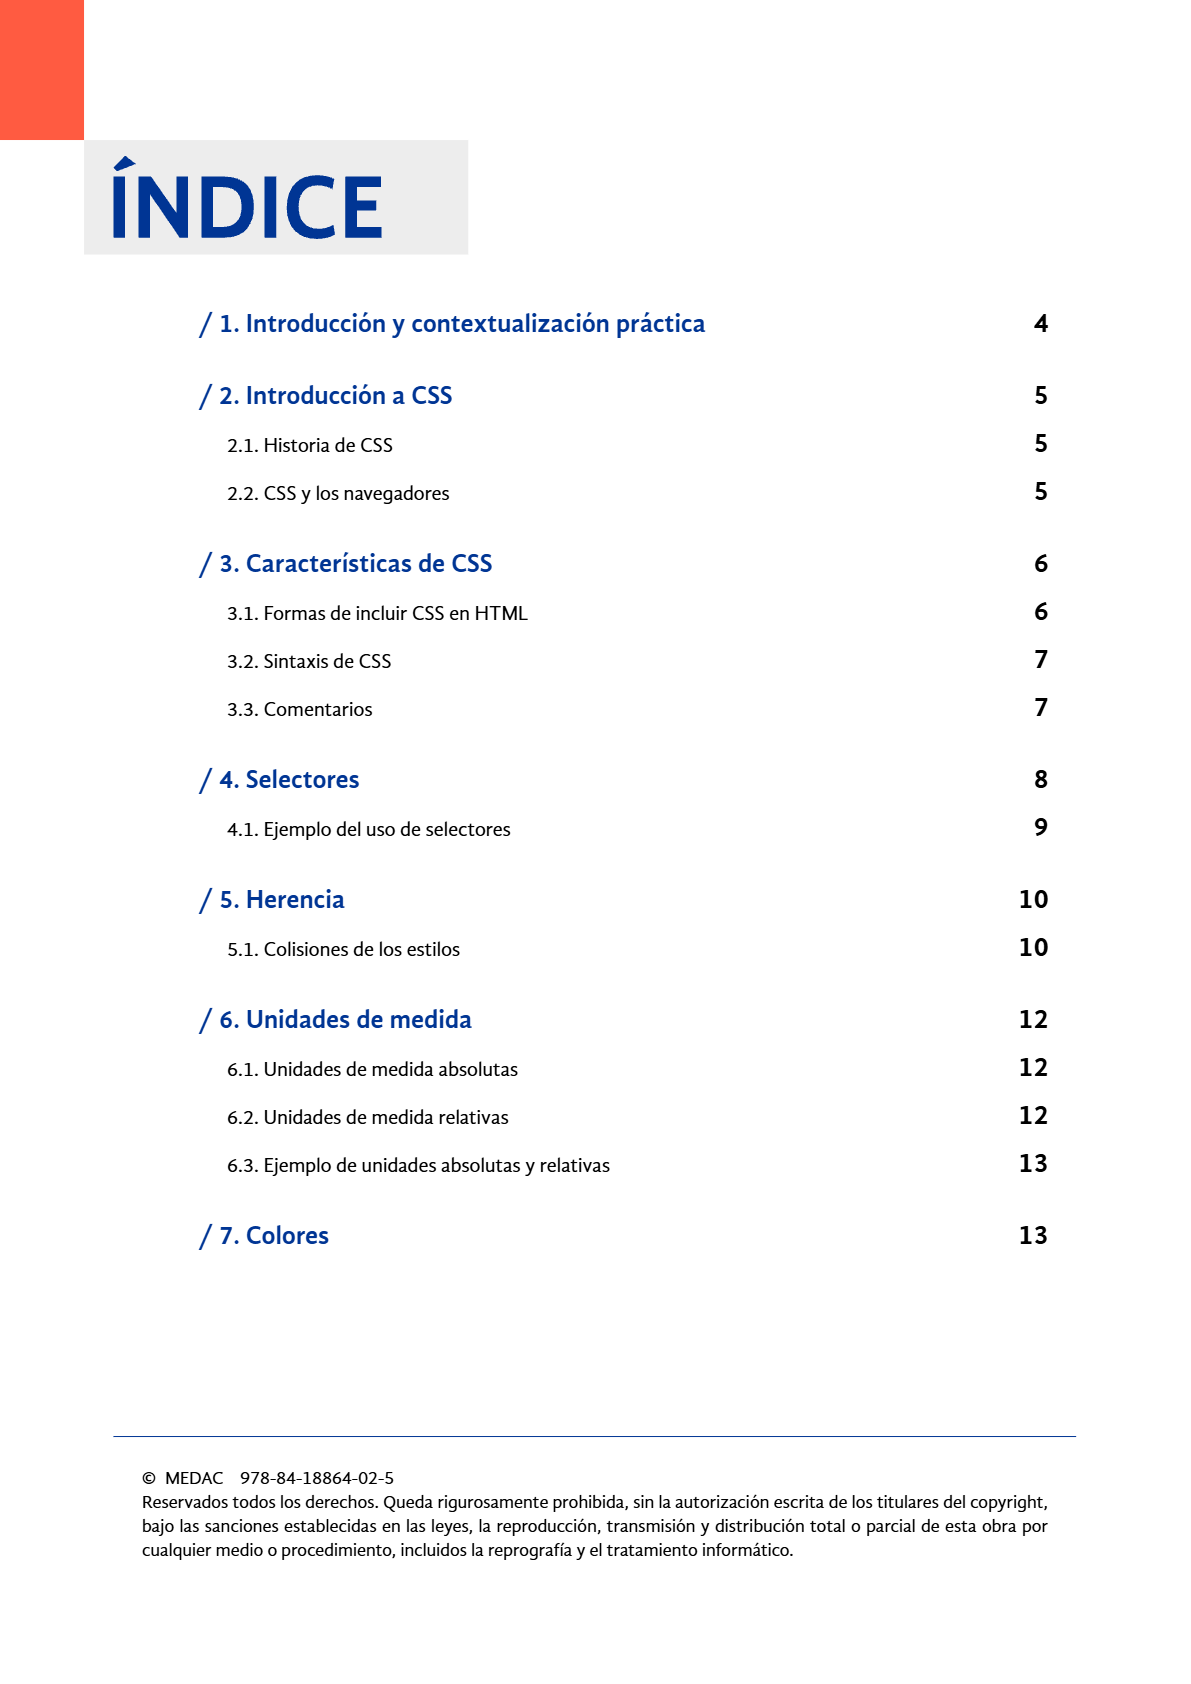 ÍNDICE
/ 1. Introducción y contextualización práctica 4
/ 2. Introducción a CSS 5
2.1. Historia de CSS 5
2.2. CSS y los navegadores 5
/ 3. Características de CSS 6
3.1. Formas de incluir CSS en HTML 6
3.2. Sintaxis de CSS 7
3.3. Comentarios 7
/ 4. Selectores 8
4.1. Ejemplo del uso de selectores 9
/ 5. Herencia 10
5.1. Colisiones de los estilos 10
/ 6. Unidades de medida 12
6.1. Unidades de medida absolutas 12
6.2. Unidades de medida relativas 12
6.3. Ejemplo de unidades absolutas y relativas 13
/ 7. Colores 13
© MEDAC 978-84-18864-02-5
Reservados todos los derechos. Queda rigurosamente prohibida, sin la autorización escrita de los titulares del copyright,
bajo las sanciones establecidas en las leyes, la reproducción, transmisión y distribución total o parcial de esta obra por
cualquier medio o procedimiento, incluidos la reprografía y el tratamiento informático.